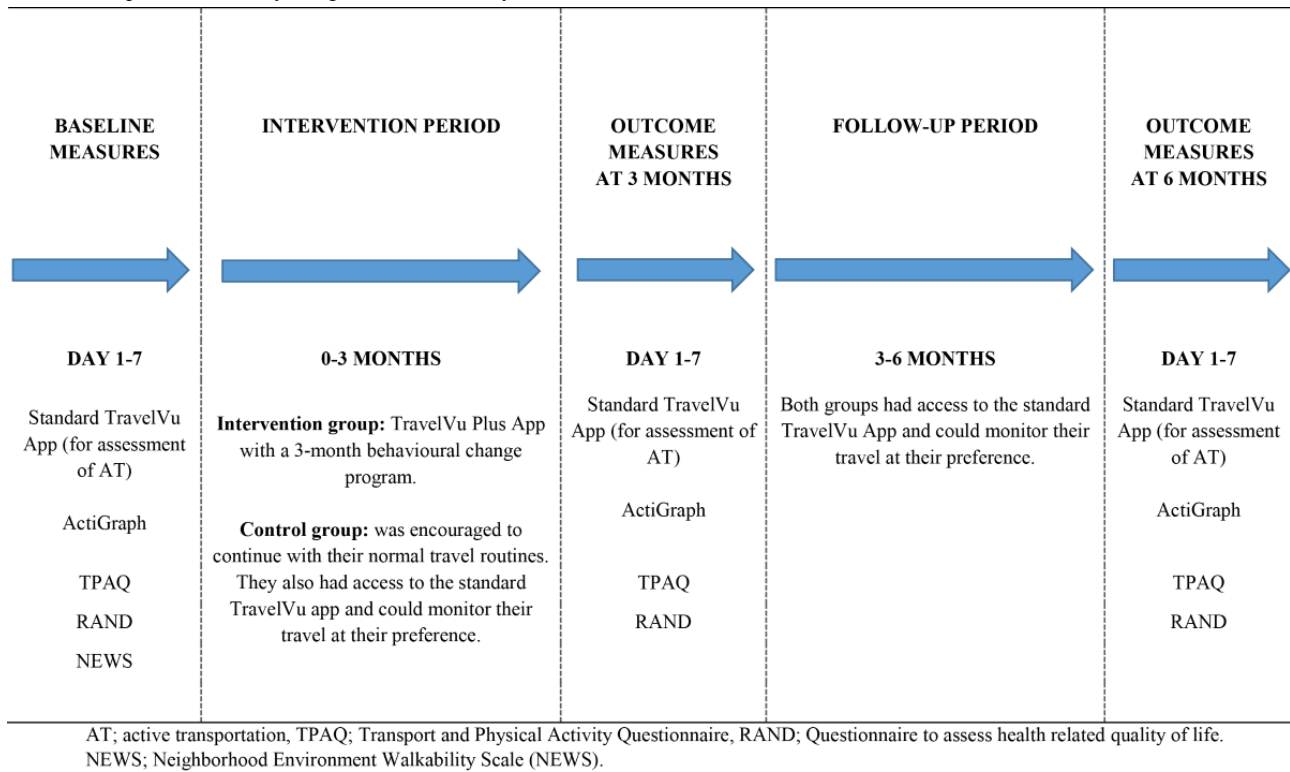 BASELINE
MEASURES
INTERVENTION PERIOD
OUTCOME
MEASURES
AT 3 MONTHS
FOLLOW-UP PERIOD
OUTCOME
MEASURES
AT 6 MONTHS
DAY 1-7
Standard TravelVu
App (for assessment
of AT)
ActiGraph
TPAQ
RAND
NEWS
0-3 MONTHS
Intervention group: TravelVu Plus App
with a 3-month behavioural change
program.
Control group: was encouraged to
continue with their normal travel routines.
They also had access to the standard
TravelVu app and could monitor their
travel at their preference.
DAY 1-7
Standard TravelVu
App (for assessment of
AT)
ActiGraph
TPAQ
RAND
3-6 MONTHS
Both groups had access to the standard
TravelVu App and could monitor their
travel at their preference.
DAY 1-7
Standard TravelVu
App (for assessment
of AT)
ActiGraph
TPAQ
RAND
AT; active transportation, TPAQ; Transport and Physical Activity Questionnaire, RAND; Questionnaire to assess health related quality of life.
NEWS; Neighborhood Environment Walkability Scale (NEWS).